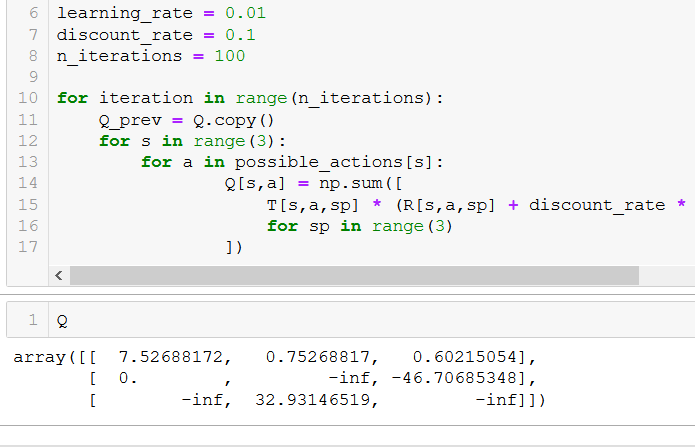 6 learning_rate = 0.01
7 discount_rate = 0.1
8 n_iterations = 100
9
10 for iteration in range(n_iterations):
11     Q_prev = Q.copy()
12     for s in range(3):
13         for a in possible_actions[s]:
14                 Q[s,a] = np.sum([
15                     T[s,a,sp] * (R[s,a,sp] + discount_rate *
16                     for sp in range(3)
17                 ])
1 Q
array([[  7.52688172,   0.75268817,   0.60215054],
       [  0.        ,         -inf, -46.70685348],
       [        -inf,  32.93146519,         -inf]])